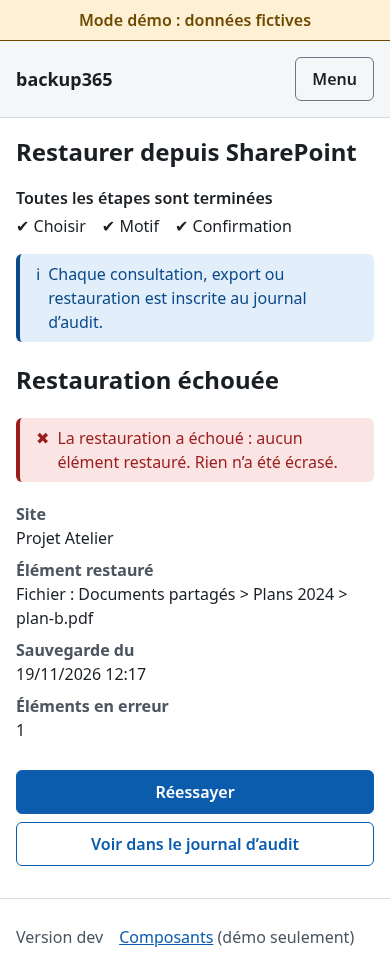 Mode démo : données fictives
backup365
Menu
Restaurer depuis SharePoint
Toutes les étapes sont terminées
✔ Choisir ✔ Motif ✔ Confirmation
i Chaque consultation, export ou
restauration est inscrite au journal
d’audit.
Restauration échouée
✖ La restauration a échoué : aucun
élément restauré. Rien n’a été écrasé.
Site
Projet Atelier
Élément restauré
Fichier : Documents partagés > Plans 2024 >
plan-b.pdf
Sauvegarde du
19/11/2026 12:17
Éléments en erreur
1
Réessayer
Voir dans le journal d’audit
Version dev Composants (démo seulement)